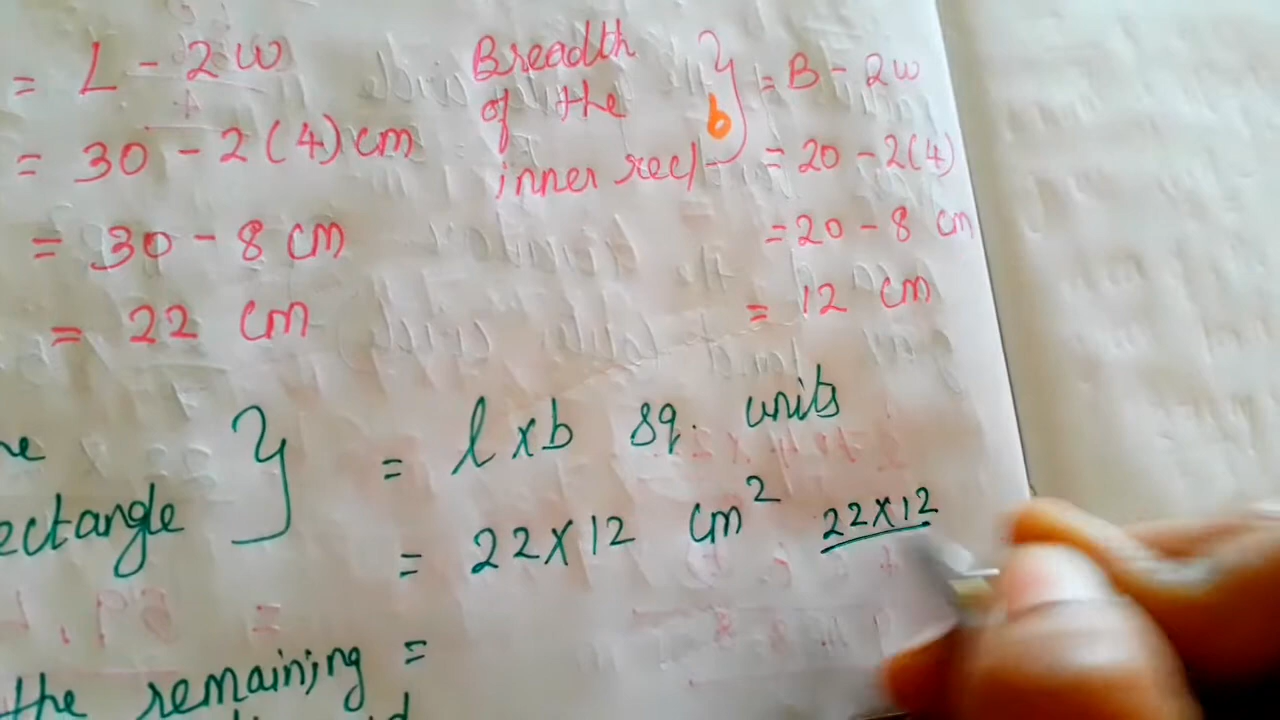 = L - 2w
= 30 - 2(4) cm
= 30 - 8 cm
= 22 cm
Breadth
of the
inner rect
b
= B - 2w
= 20 - 2(4)
= 20 - 8 cm
= 12 cm
ectangle } = l x b sq. units
= 22 x 12 cm² 22 x 12
the remaining =